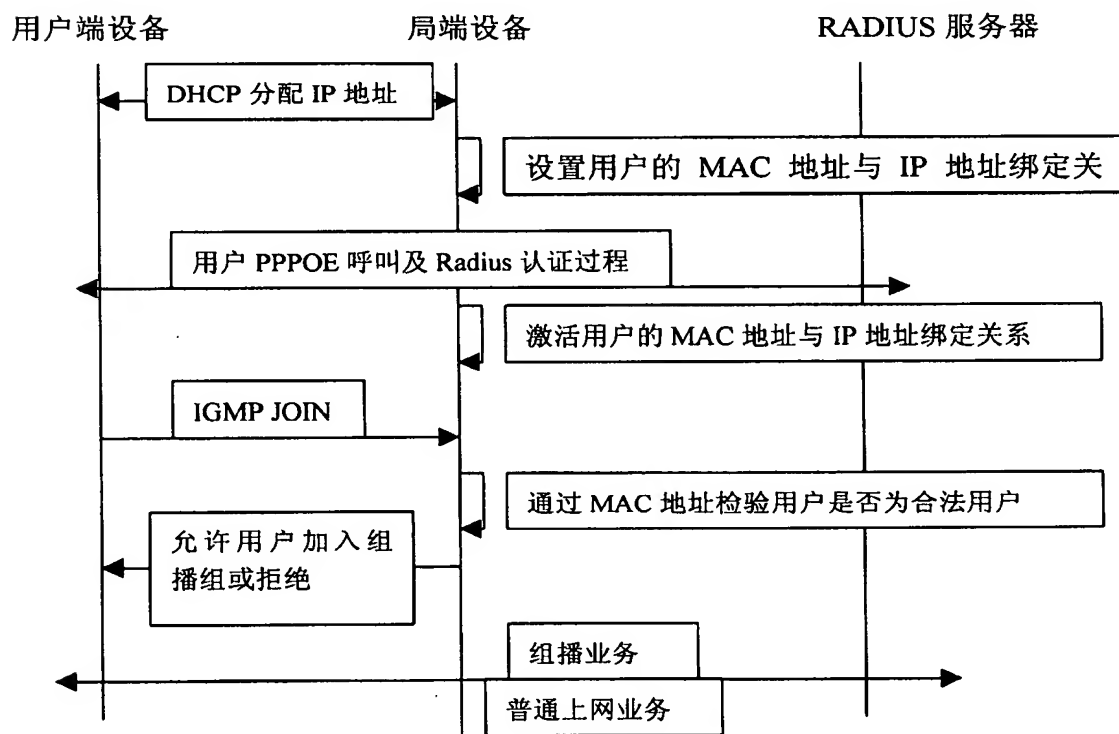 用户端设备
局端设备
RADIUS 服务器
DHCP 分配 IP 地址
设置用户的 MAC 地址与 IP 地址绑定关
用户 PPPOE 呼叫及 Radius 认证过程
激活用户的 MAC 地址与 IP 地址绑定关系
IGMP JOIN
通过 MAC 地址检验用户是否为合法用户
允许用户加入组
播组或拒绝
组播业务
普通上网业务